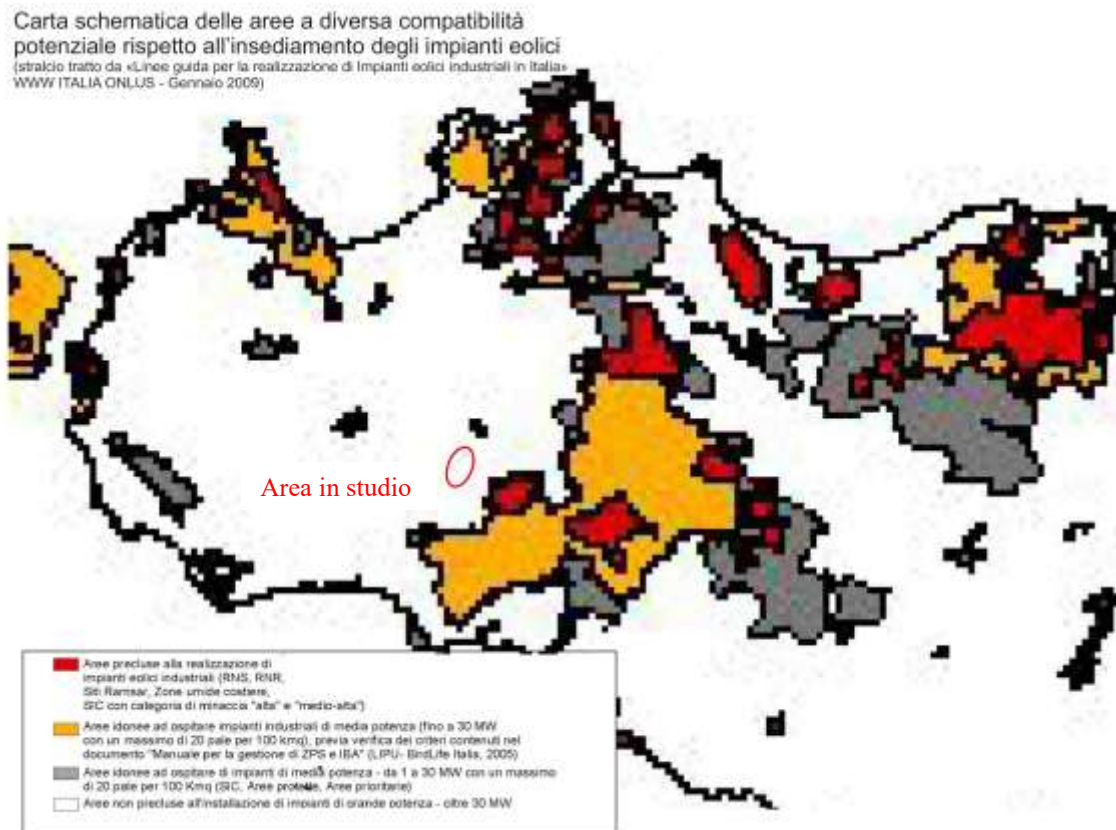 Carta schematica delle aree a diversa compatibilità
potenziale rispetto all'insediamento degli impianti eolici
(stralcio tratto da «Linee guida per la realizzazione di Impianti eolici industriali in Italia»
WWW ITALIA ONLUS - Gennaio 2009)
Area in studio
Aree precluse alla realizzazione di
impianti eolici industriali (RNS, RNR,
Siti Ramsar, Zone umide costiere,
SIC con categoria di minaccia "alta" e "medio-alta")
Aree idonee ad ospitare impianti industriali di media potenza (fino a 30 MW
con un massimo di 20 pale per 100 kmq), previa verifica dei criteri contenuti nel
documento "Manuale per la gestione di ZPS e IBA" (LIPU- BirdLife Italia, 2005)
Aree idonee ad ospitare di impianti di media potenza - da 1 a 30 MW con un massimo
di 20 pale per 100 Kmq (SIC, Aree protette, Aree prioritarie)
Aree non precluse all'installazione di impianti di grande potenza - oltre 30 MW